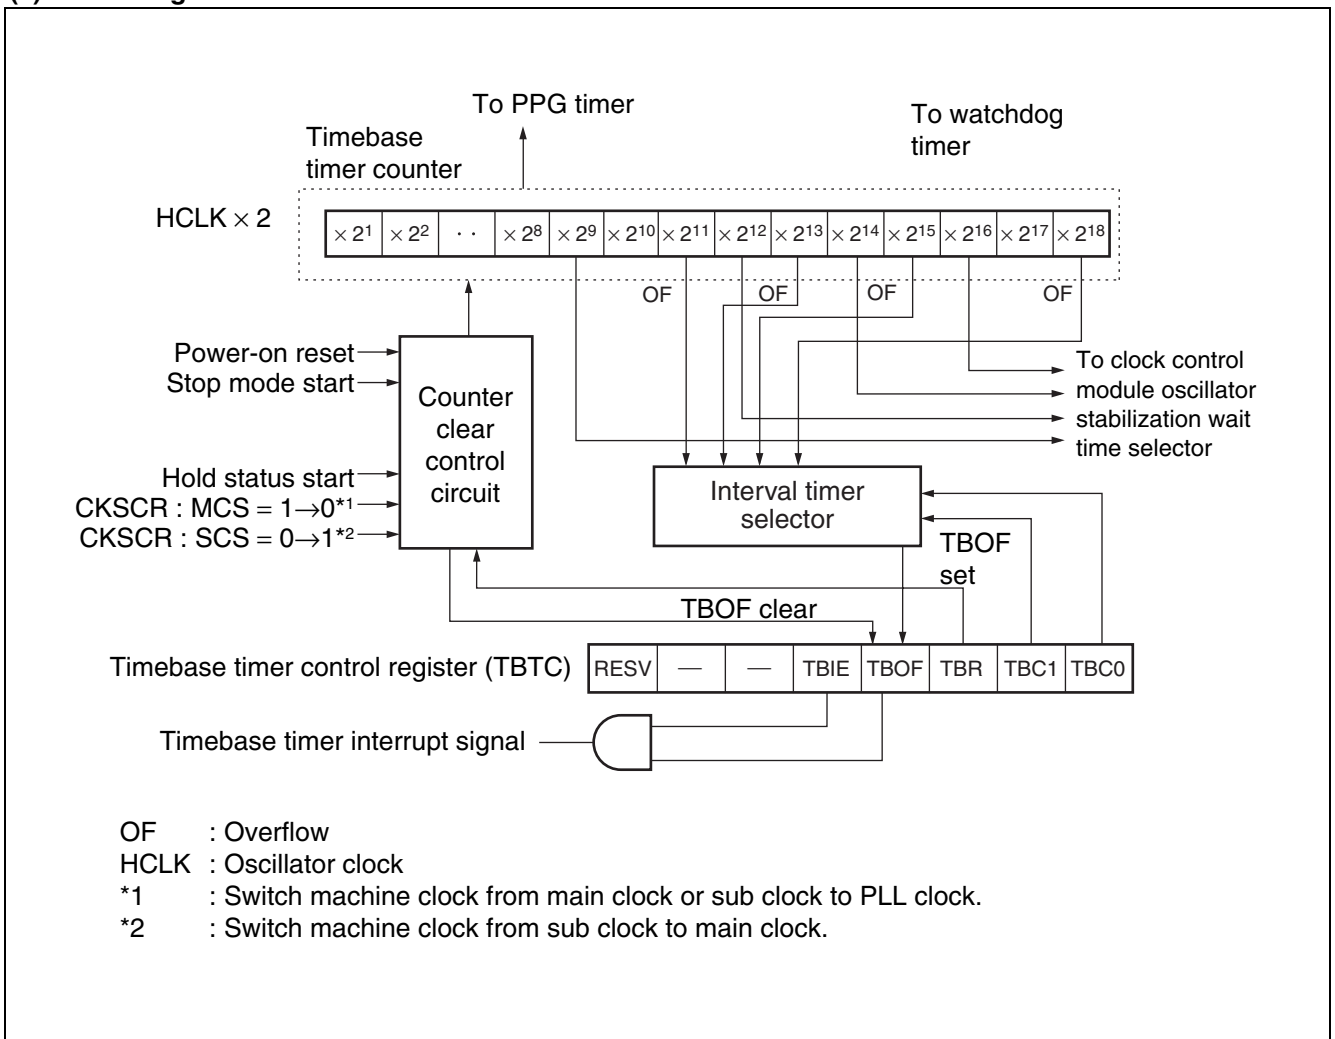 To PPG timer
To watchdog
timer
Timebase
timer counter
HCLK × 2
× 2¹ × 2² · · × 2⁸ × 2⁹ × 2¹⁰ × 2¹¹ × 2¹² × 2¹³ × 2¹⁴ × 2¹⁵ × 2¹⁶ × 2¹⁷ × 2¹⁸
OF OF OF OF
Power-on reset
Stop mode start
Hold status start
CKSCR : MCS = 1→0*1
CKSCR : SCS = 0→1*2
Counter
clear
control
circuit
To clock control
module oscillator
stabilization wait
time selector
Interval timer
selector
TBOF
set
TBOF clear
Timebase timer control register (TBTC)
RESV — — TBIE TBOF TBR TBC1 TBC0
Timebase timer interrupt signal
OF : Overflow
HCLK : Oscillator clock
*1 : Switch machine clock from main clock or sub clock to PLL clock.
*2 : Switch machine clock from sub clock to main clock.